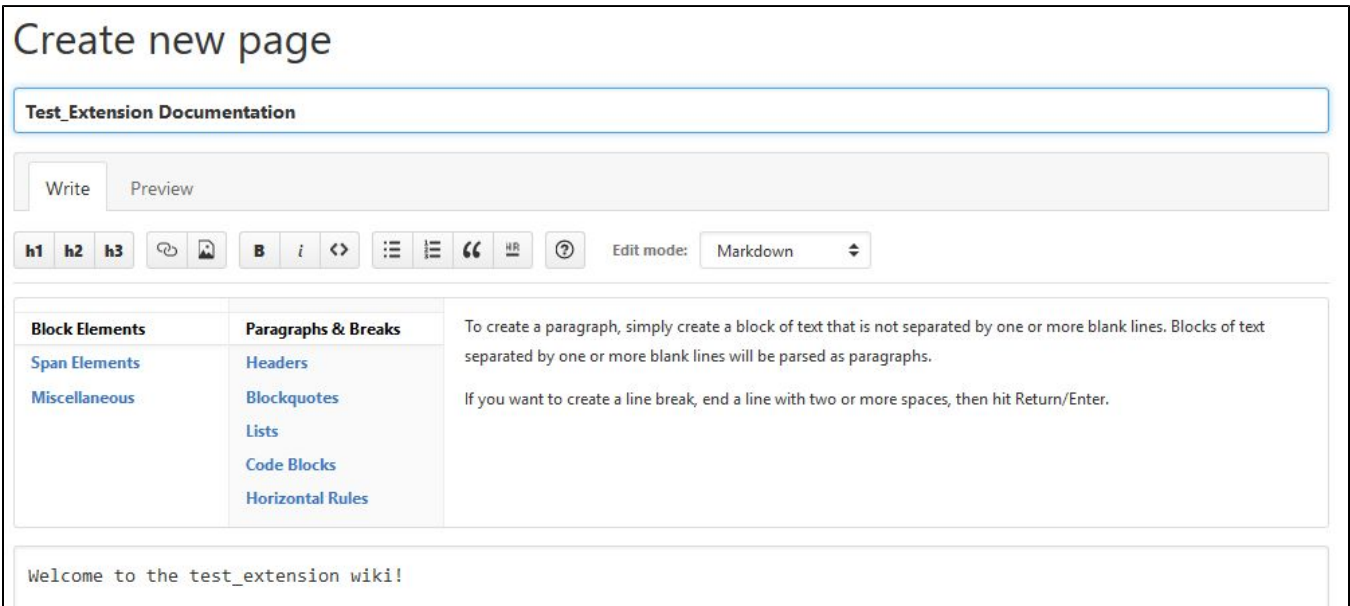 Create new page
Test_Extension Documentation
Write Preview
h1 h2 h3 B i <> “ HR ? Edit mode: Markdown
Block Elements
Span Elements
Miscellaneous
Paragraphs & Breaks
Headers
Blockquotes
Lists
Code Blocks
Horizontal Rules
To create a paragraph, simply create a block of text that is not separated by one or more blank lines. Blocks of text
separated by one or more blank lines will be parsed as paragraphs.
If you want to create a line break, end a line with two or more spaces, then hit Return/Enter.
Welcome to the test_extension wiki!